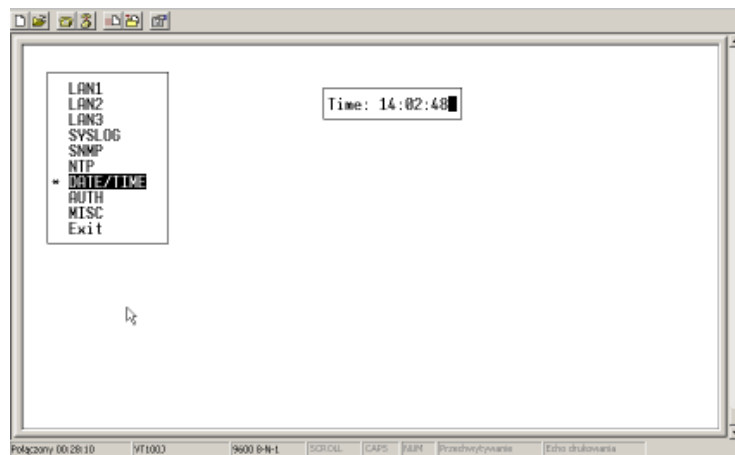 LAN1
LAN2
LAN3
SYSLOG
SNMP
NTP
* DATE/TIME
AUTH
MISC
Exit
Time: 14:02:48
Połączony 00:28:10 VT100J 9600 8-N-1 SCROLL CAPS NUM Przechwytywanie Echo drukowania